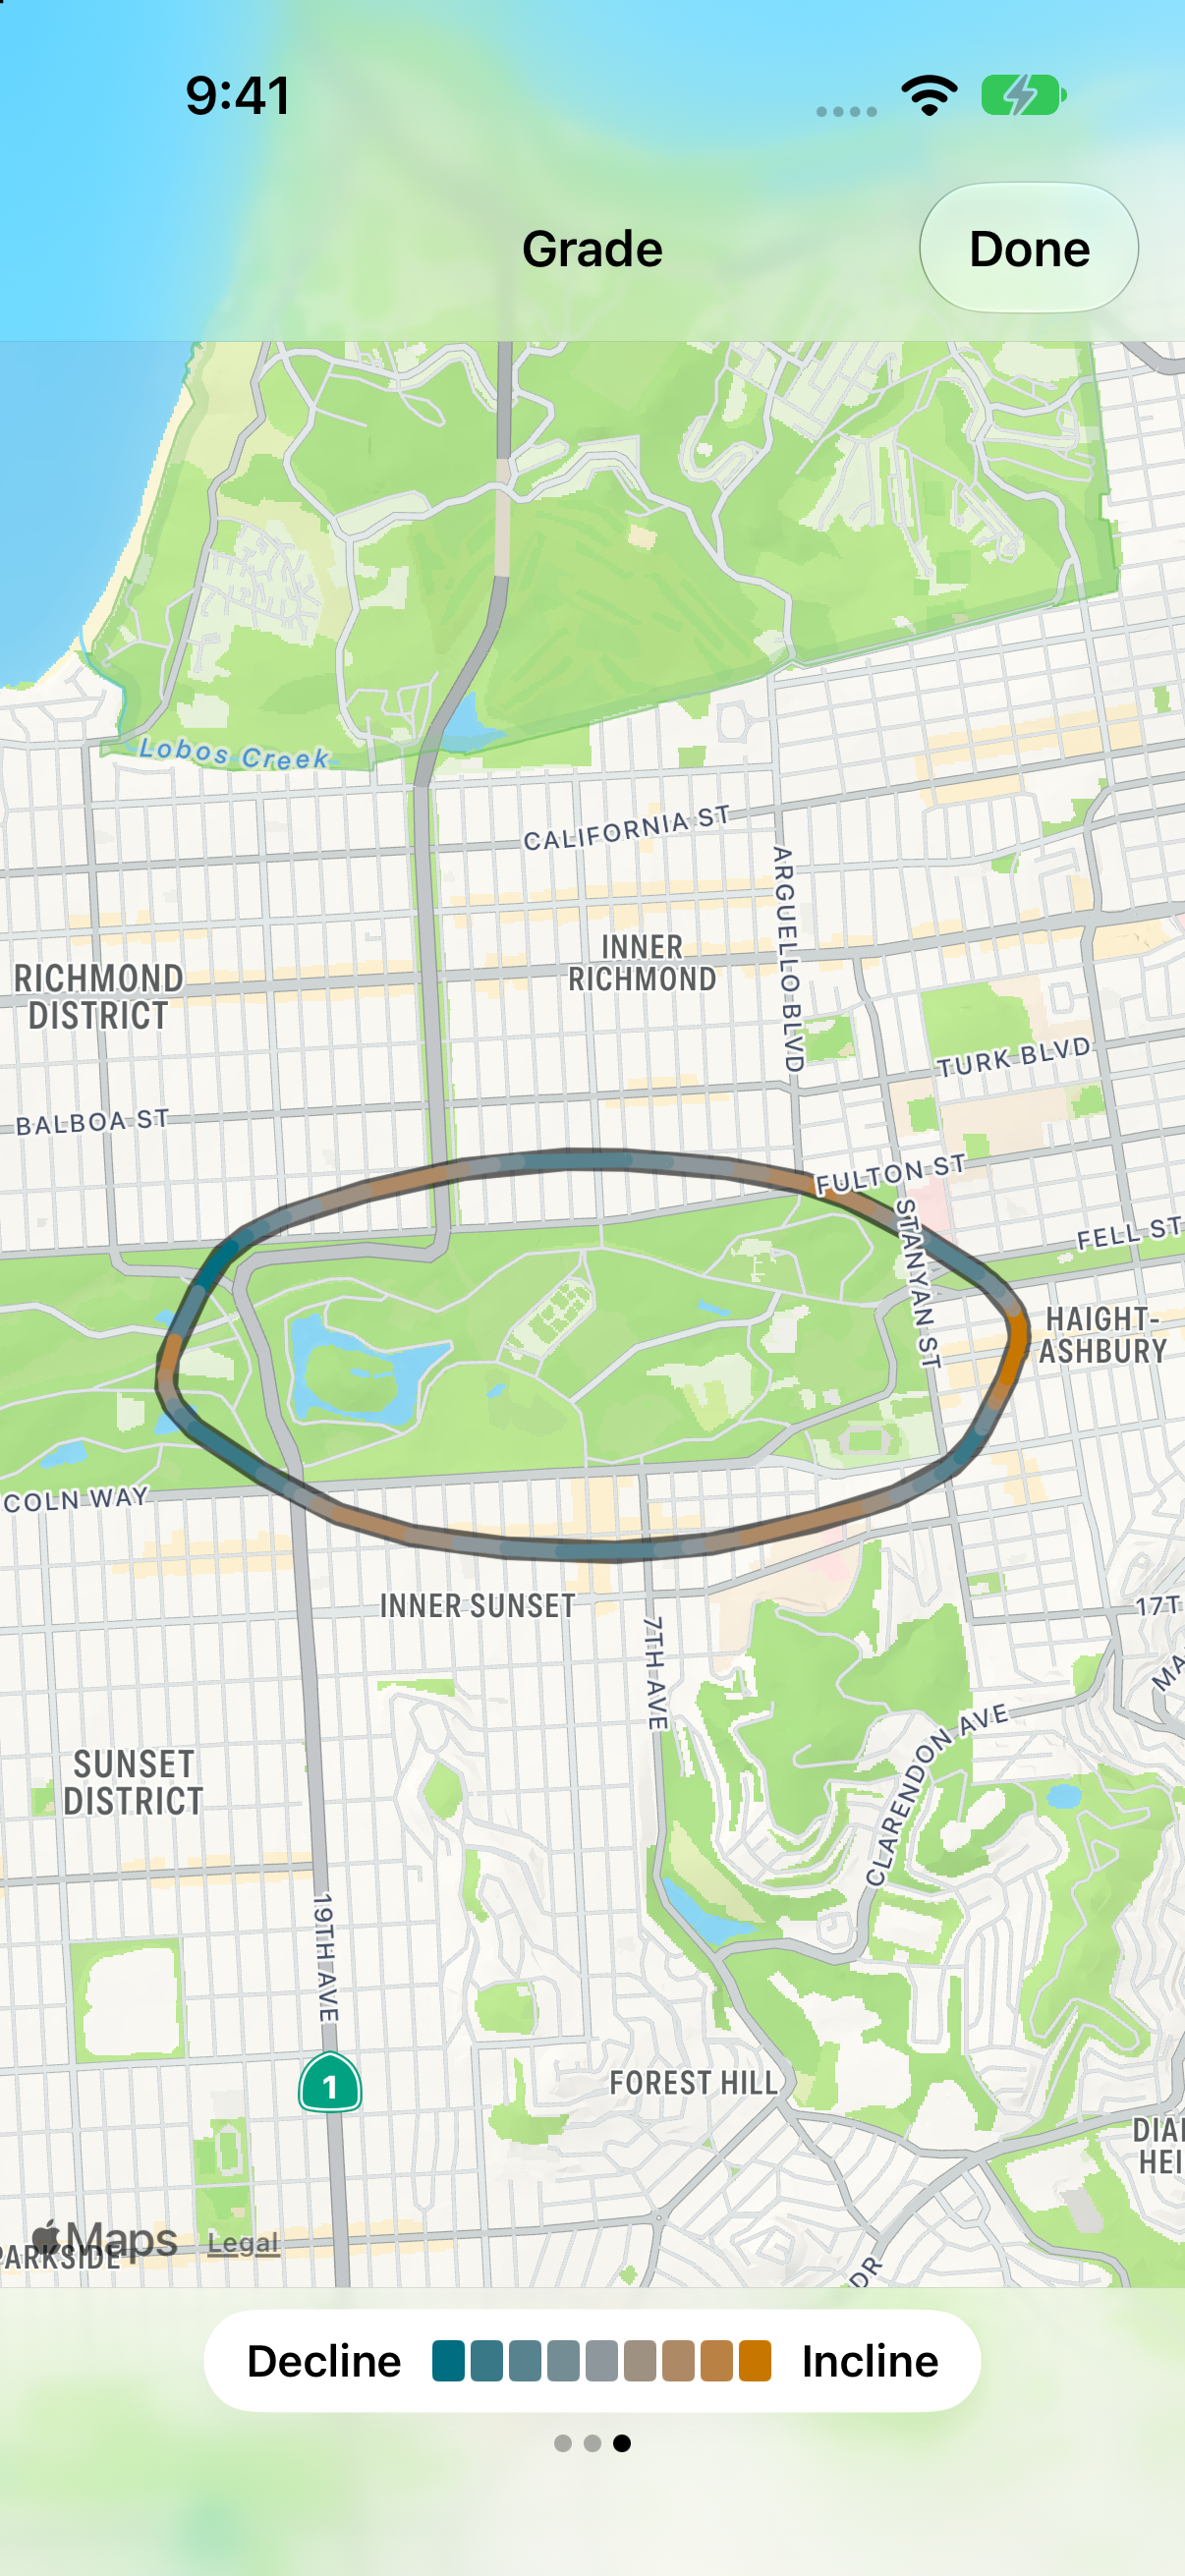 9:41
Grade
Done
Lobos Creek
CALIFORNIA ST
ARGUELLO BLVD
INNER
RICHMOND
RICHMOND
DISTRICT
TURK BLVD
BALBOA ST
FULTON ST
STANYAN ST
FELL ST
HAIGHT-
ASHBURY
COLN WAY
INNER SUNSET
17T
7TH AVE
MA
CLARENDON AVE
SUNSET
DISTRICT
19TH AVE
1
FOREST HILL
DIA
HEI
Maps
Legal
PARKSIDE
DR
Decline
Incline